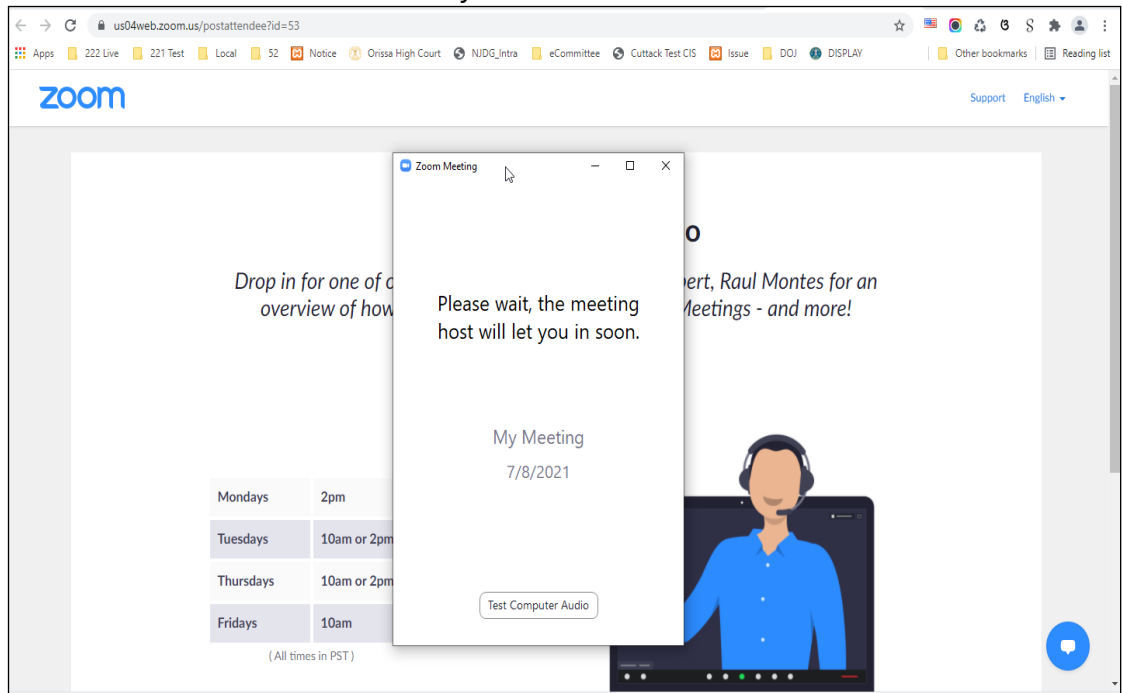 us04web.zoom.us/postattendee?id=53
Apps 222 Live 221 Test Local 52 Notice Orissa High Court NJDG_Intra eCommittee Cuttack Test CIS Issue DOJ DISPLAY Other bookmarks Reading list
zoom Support English
Zoom Meeting
Drop in for one of Raul Montes for an
overview of how Meetings - and more!
Please wait, the meeting
host will let you in soon.
My Meeting
7/8/2021
Mondays 2pm
Tuesdays 10am or 2pm
Thursdays 10am or 2pm
Fridays 10am
(All times in PST)
Test Computer Audio